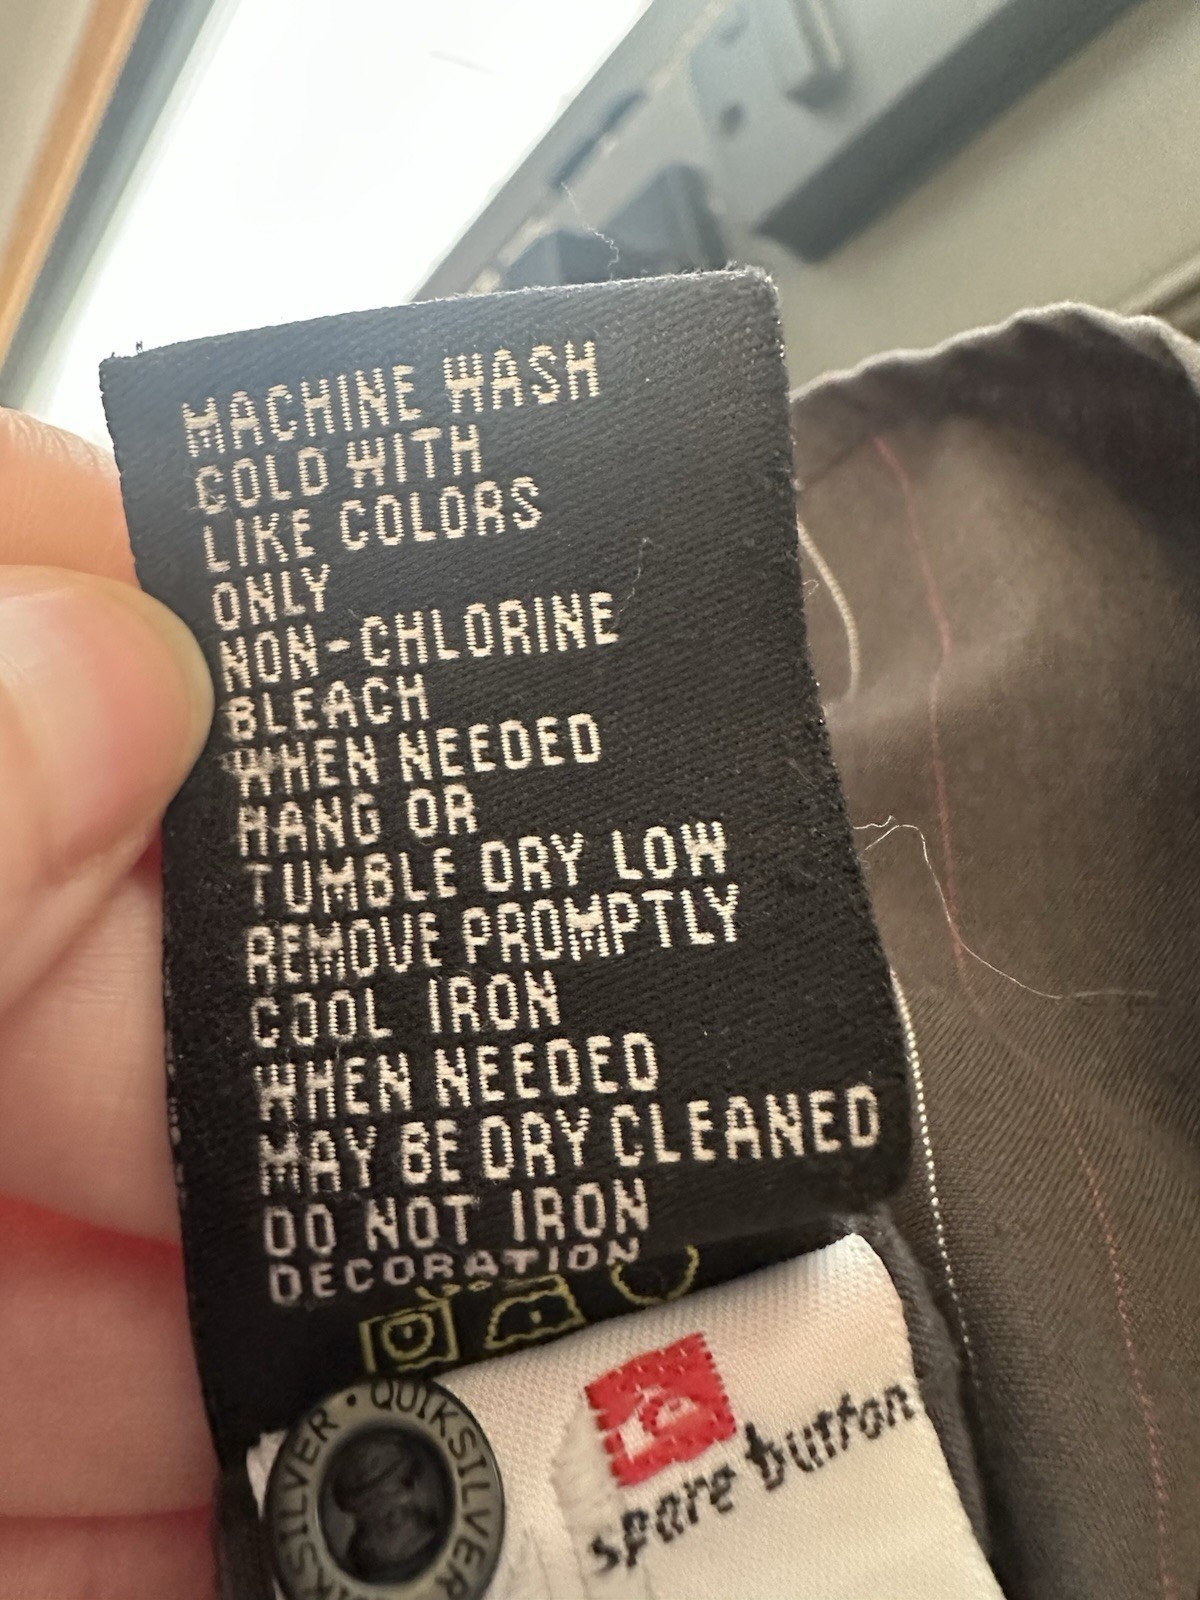 MACHINE WASH
COLD WITH
LIKE COLORS
ONLY
NON-CHLORINE
BLEACH
WHEN NEEDED
HANG OR
TUMBLE DRY LOW
REMOVE PROMPTLY
COOL IRON
WHEN NEEDED
MAY BE DRY CLEANED
DO NOT IRON
DECORATION
QUIKSILVER • QUIKSILVER
spare button